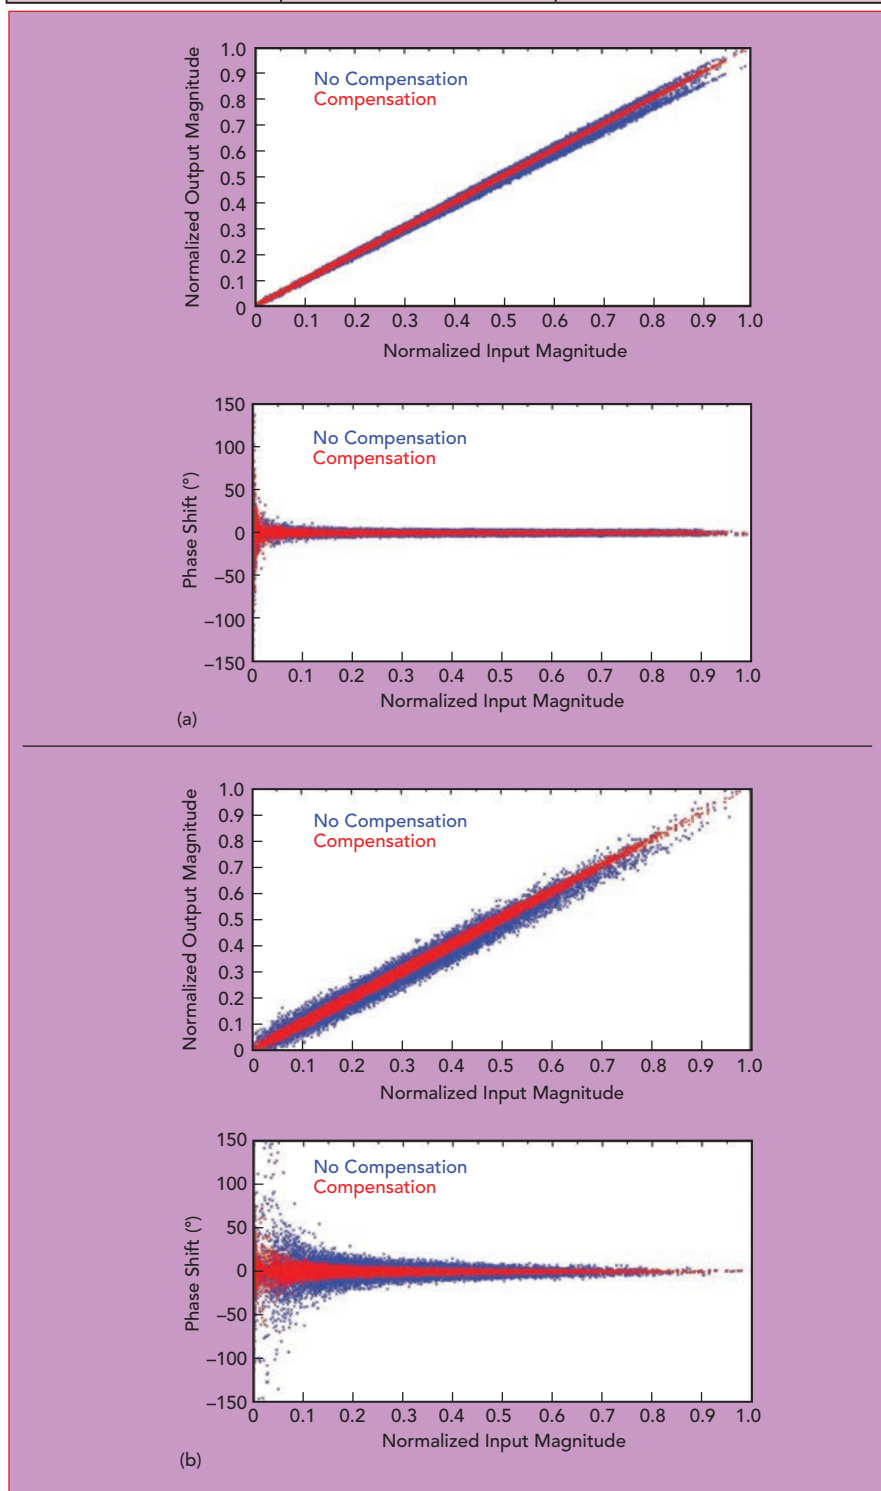 1.0
0.9
0.8
0.7
0.6
0.5
0.4
0.3
0.2
0.1
0
Normalized Output Magnitude
No Compensation
Compensation
0 0.1 0.2 0.3 0.4 0.5 0.6 0.7 0.8 0.9 1.0
Normalized Input Magnitude
150
100
50
0
−50
−100
−150
Phase Shift (°)
No Compensation
Compensation
0 0.1 0.2 0.3 0.4 0.5 0.6 0.7 0.8 0.9 1.0
Normalized Input Magnitude
(a)
1.0
0.9
0.8
0.7
0.6
0.5
0.4
0.3
0.2
0.1
0
Normalized Output Magnitude
No Compensation
Compensation
0 0.1 0.2 0.3 0.4 0.5 0.6 0.7 0.8 0.9 1.0
Normalized Input Magnitude
150
100
50
0
−50
−100
−150
Phase Shift (°)
No Compensation
Compensation
0 0.1 0.2 0.3 0.4 0.5 0.6 0.7 0.8 0.9 1.0
Normalized Input Magnitude
(b)